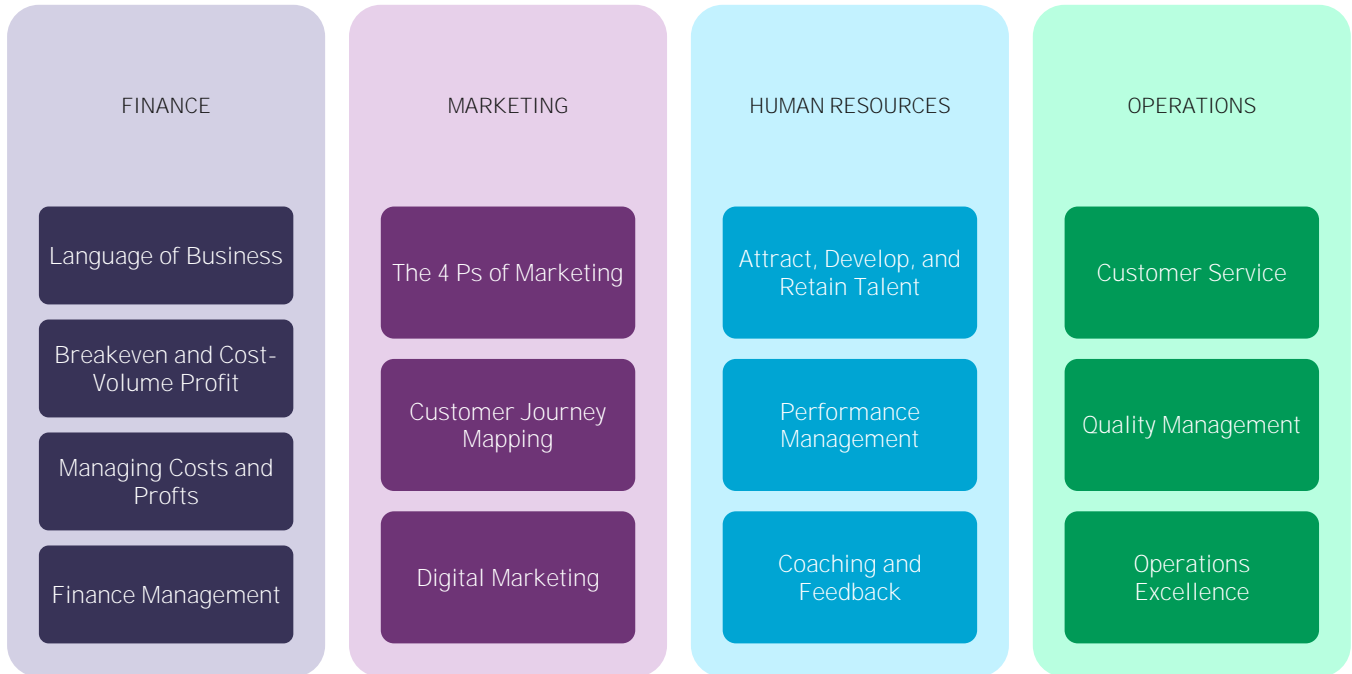 FINANCE
Language of Business
Breakeven and Cost-
Volume Profit
Managing Costs and
Profts
Finance Management
MARKETING
The 4 Ps of Marketing
Customer Journey
Mapping
Digital Marketing
HUMAN RESOURCES
Attract, Develop, and
Retain Talent
Performance
Management
Coaching and
Feedback
OPERATIONS
Customer Service
Quality Management
Operations
Excellence